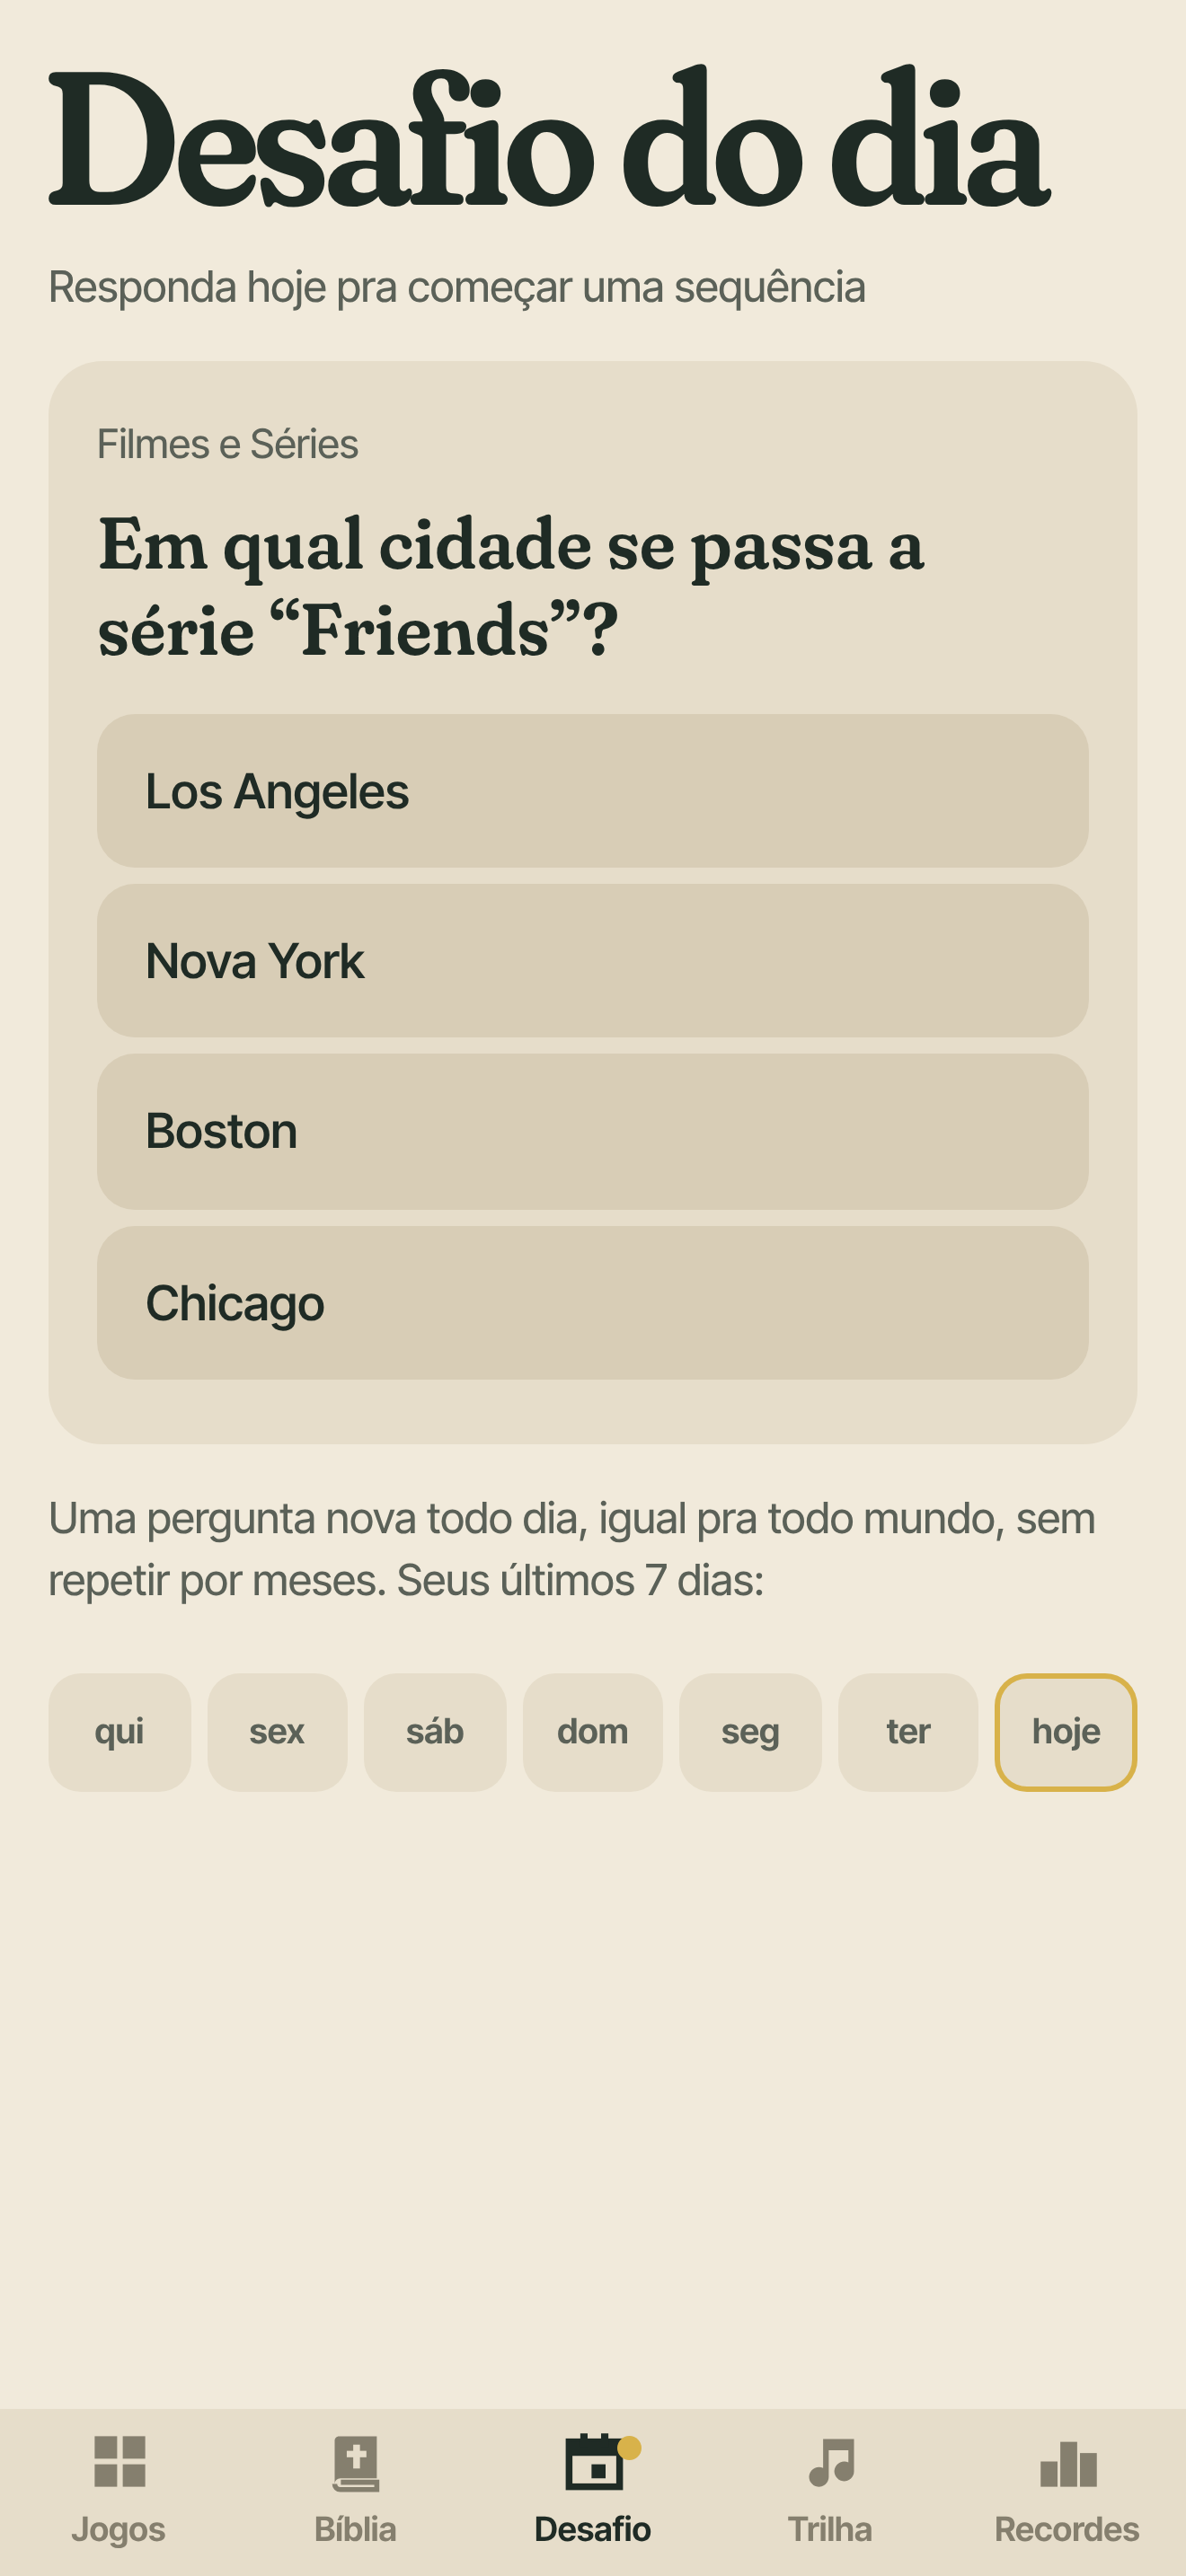 Desafio do dia
Responda hoje pra começar uma sequência
Filmes e Séries
Em qual cidade se passa a
série “Friends”?
Los Angeles
Nova York
Boston
Chicago
Uma pergunta nova todo dia, igual pra todo mundo, sem
repetir por meses. Seus últimos 7 dias:
qui sex sáb dom seg ter hoje
Jogos Bíblia Desafio Trilha Recordes